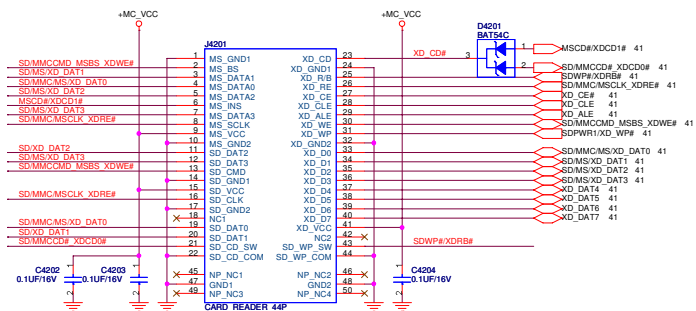 +MC_VCC
+MC_VCC
D4201
BAT54C
J4201
XD_CD#
3
1
MSCD#/XDCD1# 41
2
SD/MMCCD#_XDCD0# 41
1 MS_GND1 XD_CD 23
SD/MMCCMD_MSBS_XDWE# 2 MS_BS XD_GND1 24
SD/MS/XD_DAT1 3 MS_DATA1 XD_R/B 25 SDWP#/XDRB# 41
SD/MMC/MS/XD_DAT0 4 MS_DATA0 XD_RE 26 SD/MMC/MSCLK_XDRE# 41
SD/MS/XD_DAT2 5 MS_DATA2 XD_CE 27 XD_CE# 41
MSCD#/XDCD1# 6 MS_INS XD_CLE 28 XD_CLE 41
SD/MS/XD_DAT3 7 MS_DATA3 XD_ALE 29 XD_ALE 41
SD/MMC/MSCLK_XDRE# 8 MS_SCLK XD_WE 30 SD/MMCCMD_MSBS_XDWE# 41
9 MS_VCC XD_WP 31 SDPWR1/XD_WP# 41
10 MS_GND2 XD_GND2 32
SD/XD_DAT2 11 SD_DAT2 XD_D0 33 SD/MMC/MS/XD_DAT0 41
SD/MS/XD_DAT3 12 SD_DAT3 XD_D1 34 SD/MS/XD_DAT1 41
SD/MMCCMD_MSBS_XDWE# 13 SD_CMD XD_D2 35 SD/MS/XD_DAT2 41
14 SD_GND1 XD_D3 36 SD/MS/XD_DAT3 41
15 SD_VCC XD_D4 37 XD_DAT4 41
SD/MMC/MSCLK_XDRE# 16 SD_CLK XD_D5 38 XD_DAT5 41
17 SD_GND2 XD_D6 39 XD_DAT6 41
18 NC1 XD_D7 40 XD_DAT7 41
SD/MMC/MS/XD_DAT0 19 SD_DAT0 XD_VCC 41
SD/XD_DAT1 20 SD_DAT1 NC2 42
SD/MMCCD#_XDCD0# 21 SD_CD_SW SD_WP_SW 43 SDWP#/XDRB#
22 SD_CD_COM SD_WP_COM 44
45 NP_NC1 NP_NC2 46
47 GND1 GND2 48
49 NP_NC3 NP_NC4 50
CARD_READER_44P
C4202
0.1UF/16V
1
2
C4203
0.1UF/16V
1
2
C4204
0.1UF/16V
1
2